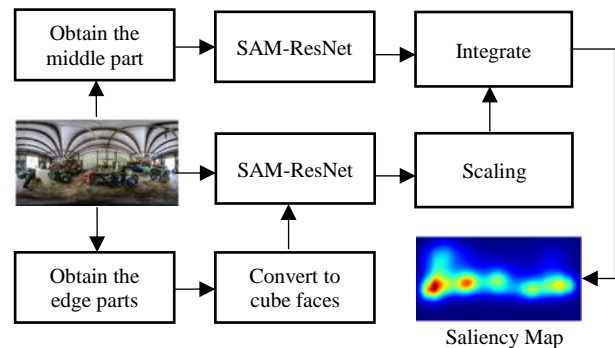 Obtain the
middle part
SAM-ResNet
Integrate
SAM-ResNet
Scaling
Obtain the
edge parts
Convert to
cube faces
Saliency Map